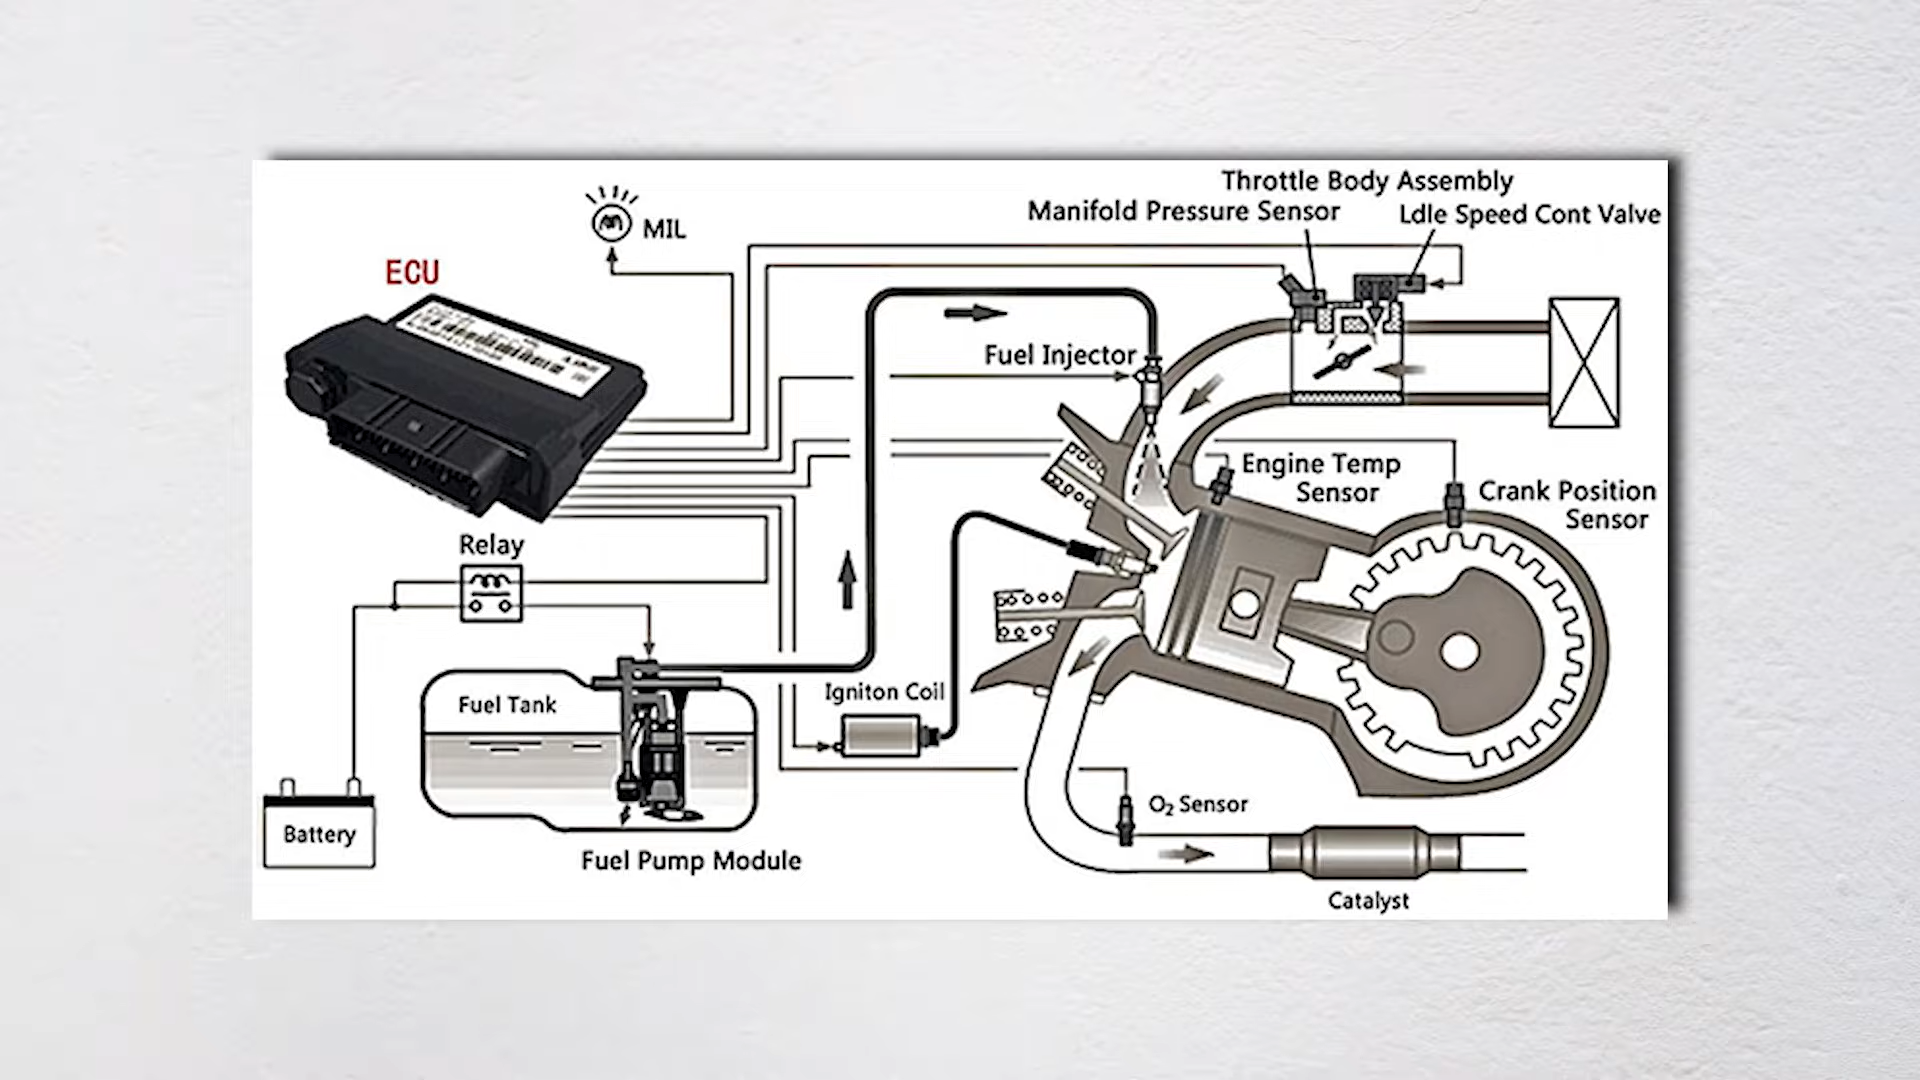 Throttle Body Assembly
Manifold Pressure Sensor
Ldle Speed Cont Valve
MIL
ECU
Fuel Injector
Engine Temp
Sensor
Crank Position
Sensor
Relay
Igniton Coil
Fuel Tank
O₂ Sensor
Battery
Fuel Pump Module
Catalyst